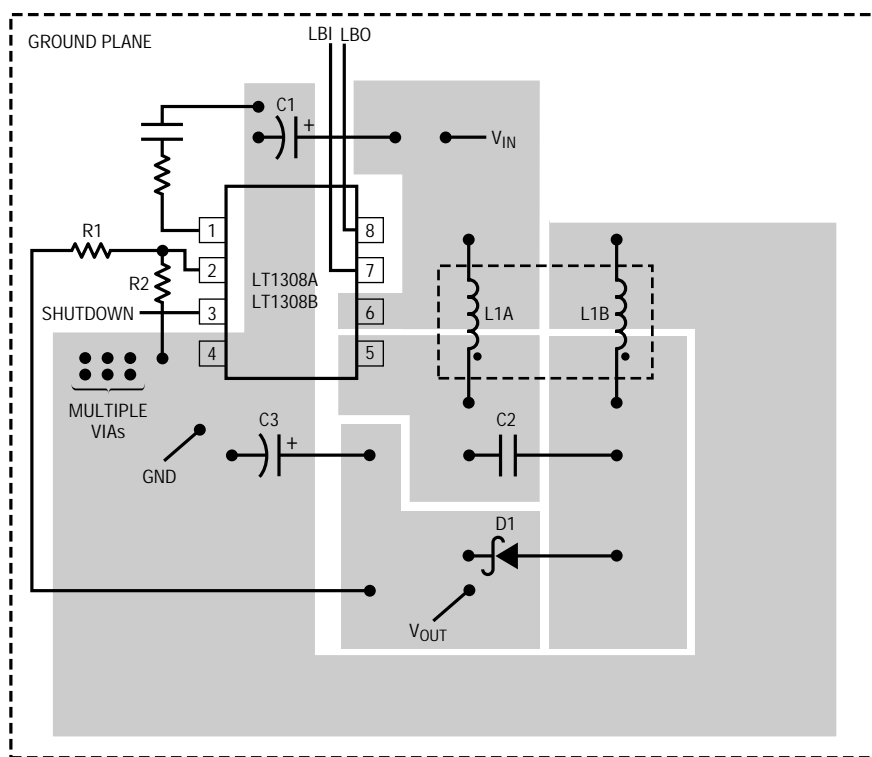 GROUND PLANE
LBI LBO
C1
+
VIN
1
8
R1
2
7
R2
LT1308A
LT1308B
L1A
L1B
SHUTDOWN
3
6
4
5
MULTIPLE
VIAs
C3
+
C2
GND
D1
VOUT